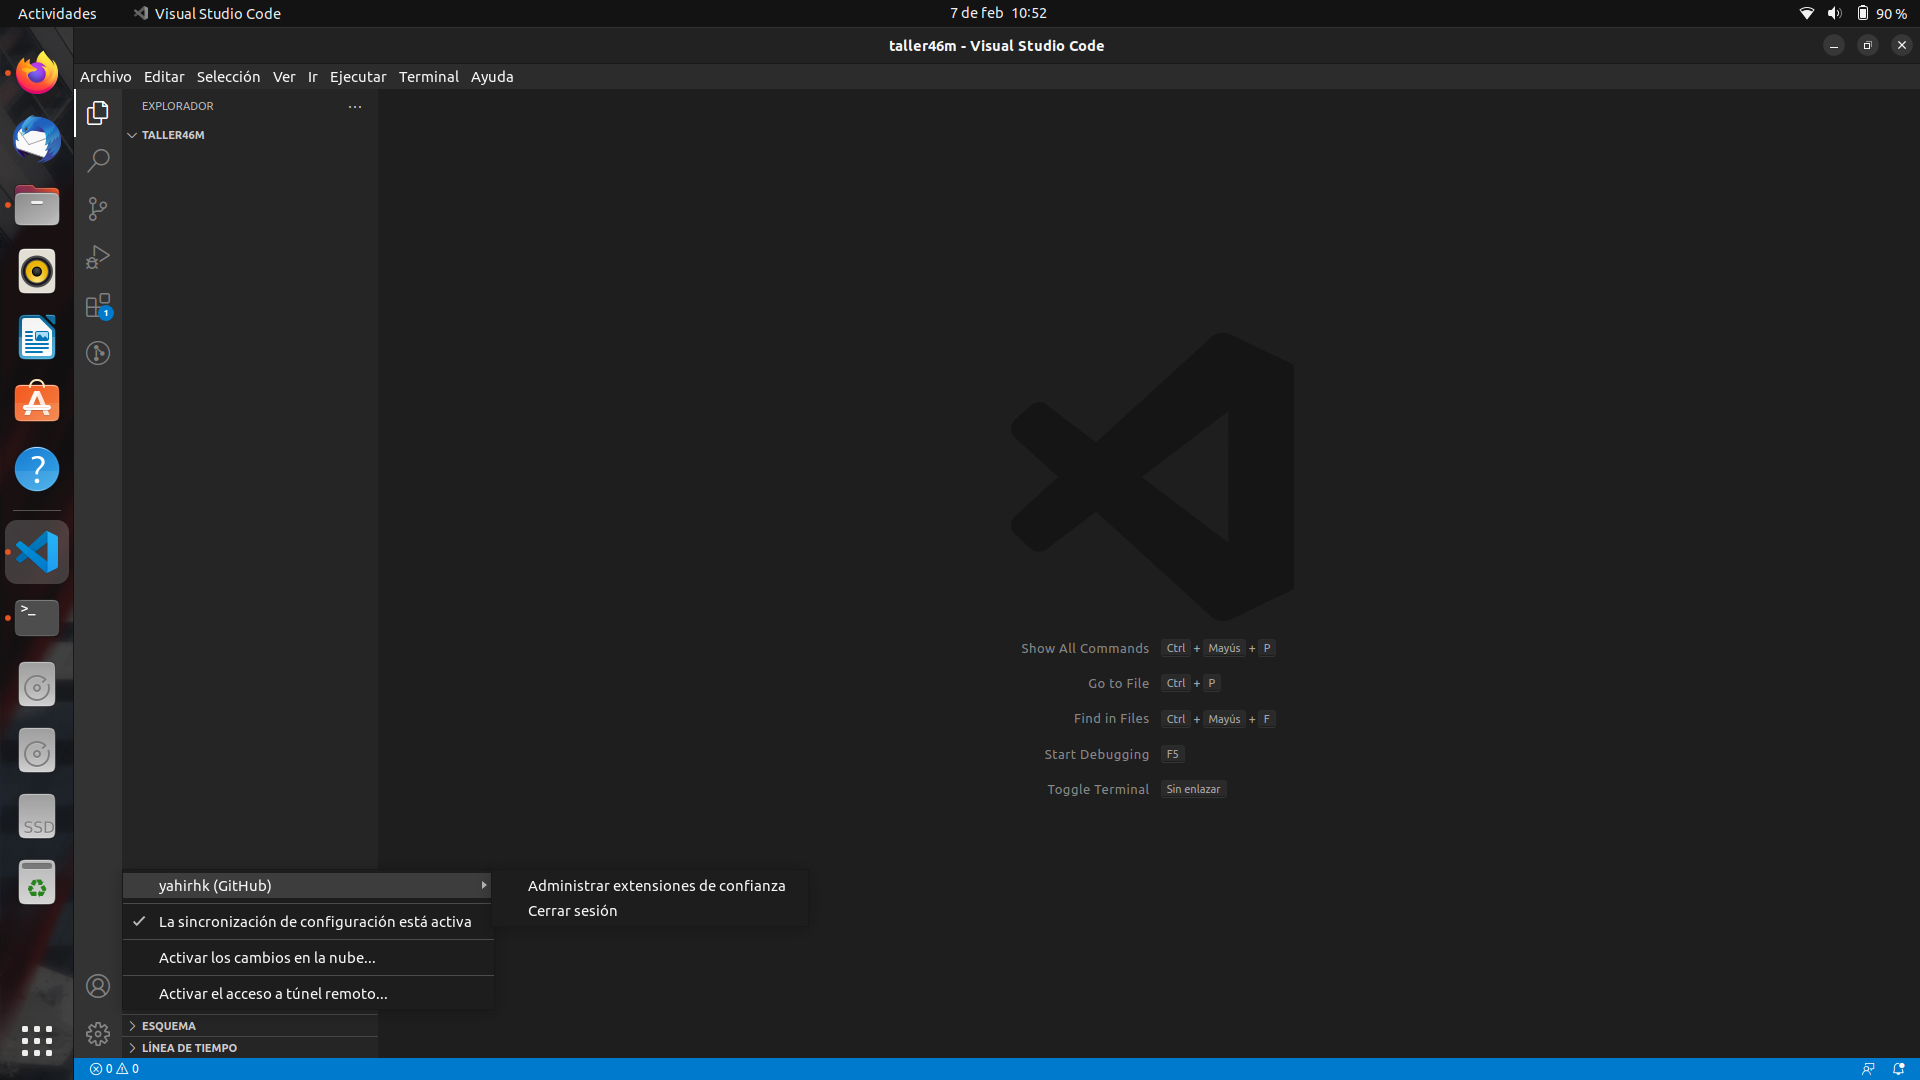 Actividades
Visual Studio Code
7 de feb 10:52
90 %
taller46m - Visual Studio Code
Archivo Editar Selección Ver Ir Ejecutar Terminal Ayuda
EXPLORADOR
TALLER46M
1
>_
SSD
Show All Commands Ctrl + Mayús + P
Go to File Ctrl + P
Find in Files Ctrl + Mayús + F
Start Debugging F5
Toggle Terminal Sin enlazar
yahirhk (GitHub)
Administrar extensiones de confianza
Cerrar sesión
La sincronización de configuración está activa
Activar los cambios en la nube...
Activar el acceso a túnel remoto...
ESQUEMA
LÍNEA DE TIEMPO
0 0